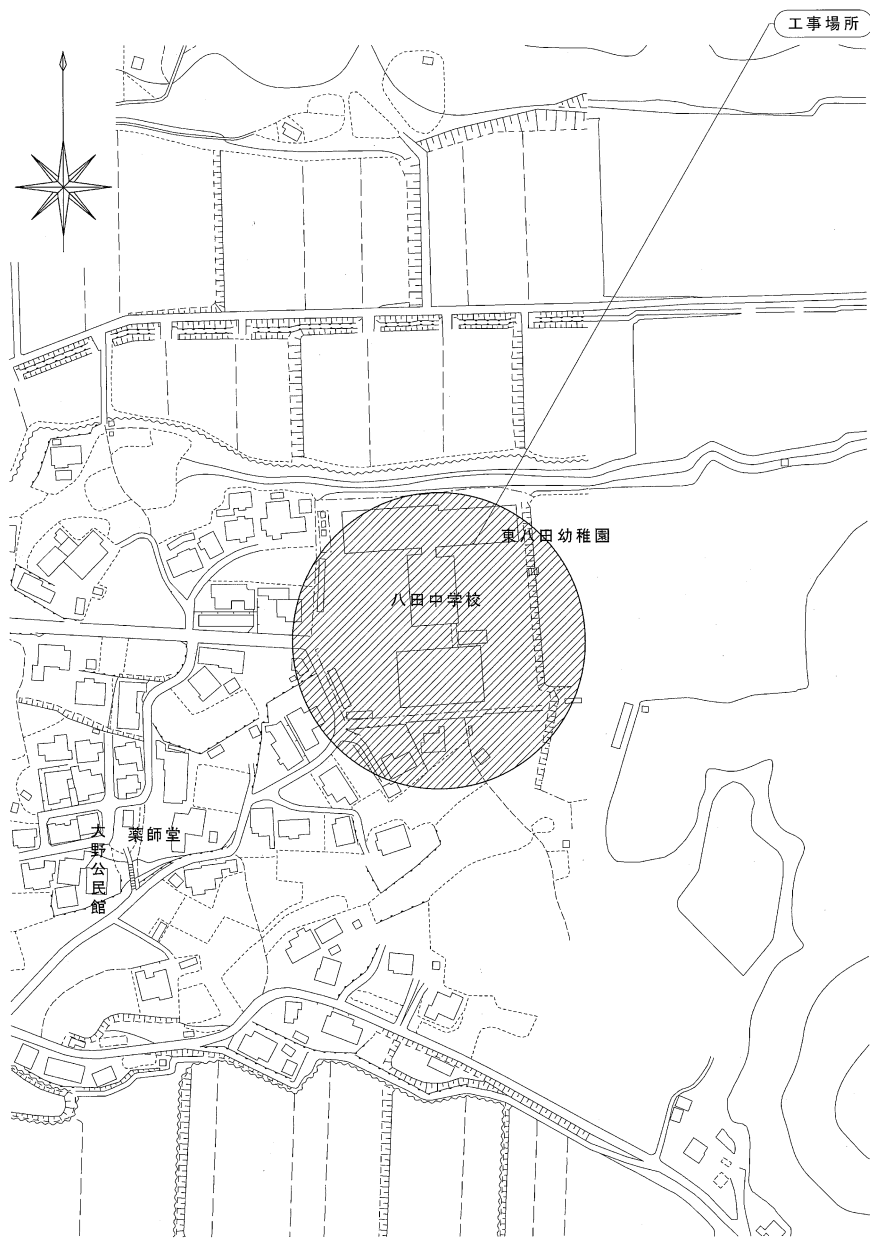 工事場所
東八田幼稚園
八田中学校
薬師堂
大野公民館